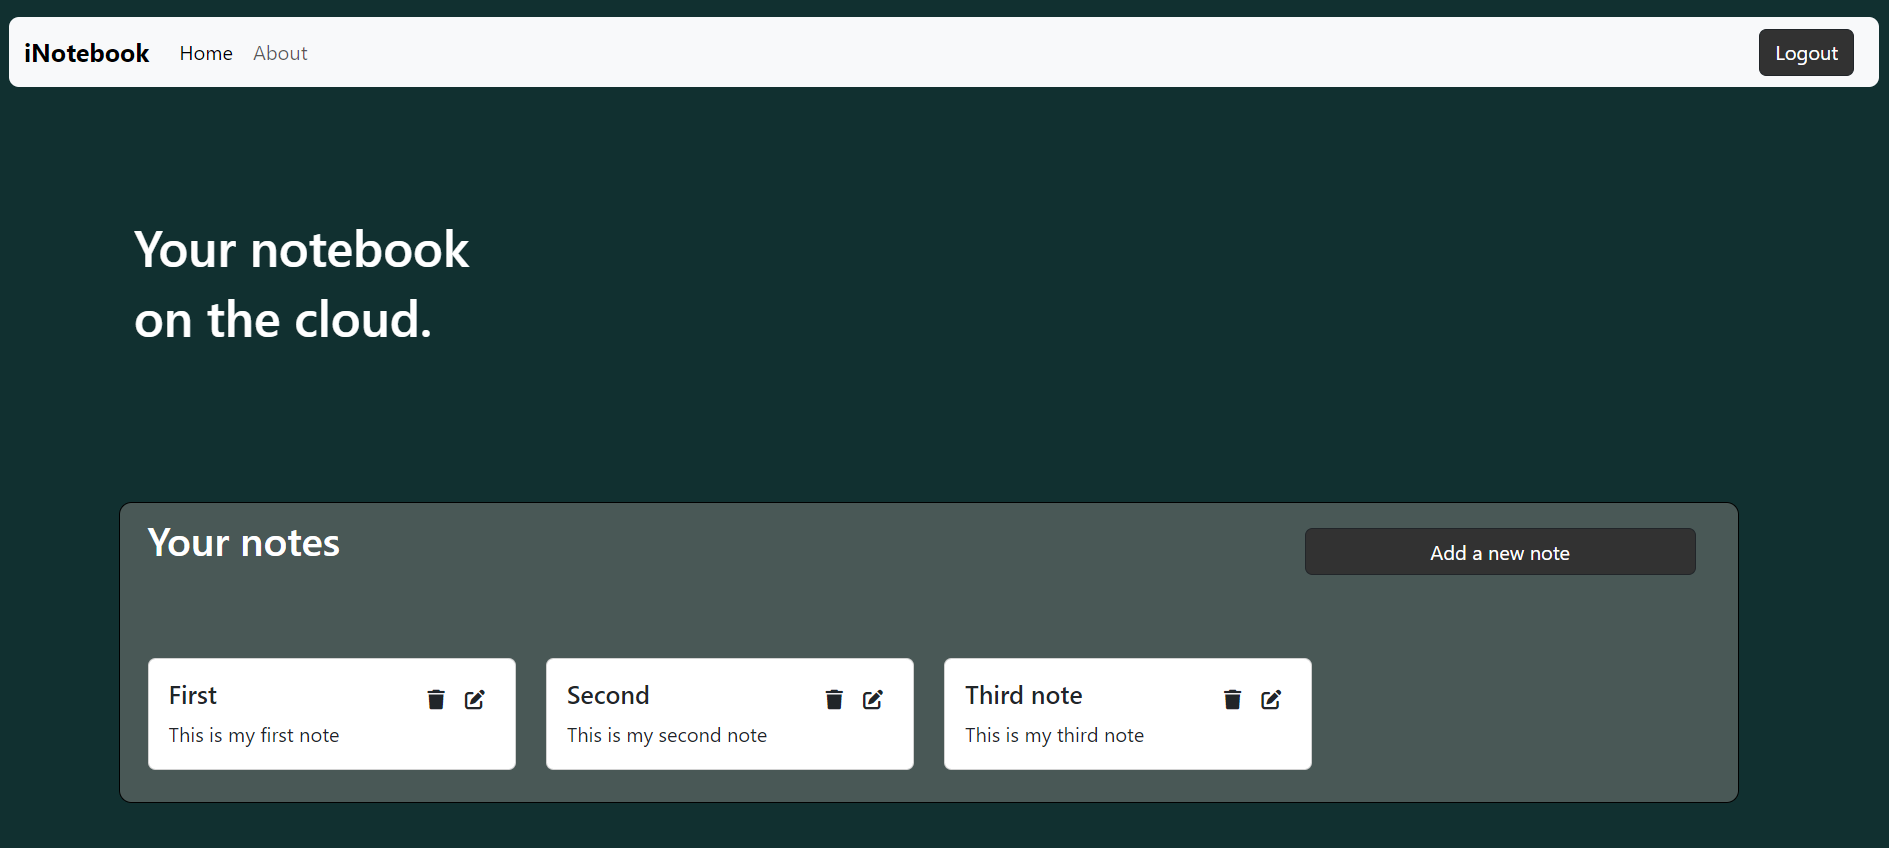 iNotebook Home About Logout
Your notebook
on the cloud.
Your notes
Add a new note
First
This is my first note
Second
This is my second note
Third note
This is my third note